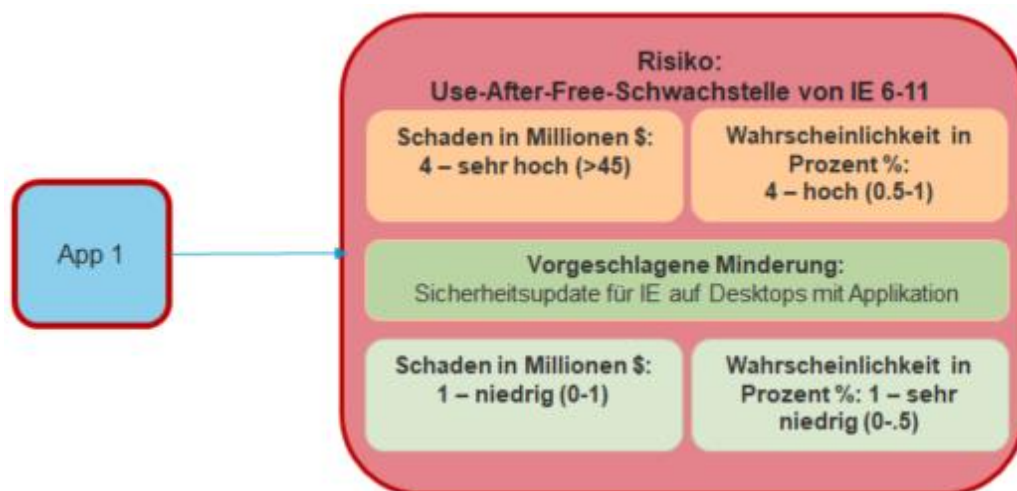 Risiko:
Use-After-Free-Schwachstelle von IE 6-11
Schaden in Millionen $:
4 – sehr hoch (>45)
Wahrscheinlichkeit in
Prozent %:
4 – hoch (0.5-1)
App 1
Vorgeschlagene Minderung:
Sicherheitsupdate für IE auf Desktops mit Applikation
Schaden in Millionen $:
1 – niedrig (0-1)
Wahrscheinlichkeit in
Prozent %: 1 – sehr
niedrig (0-.5)